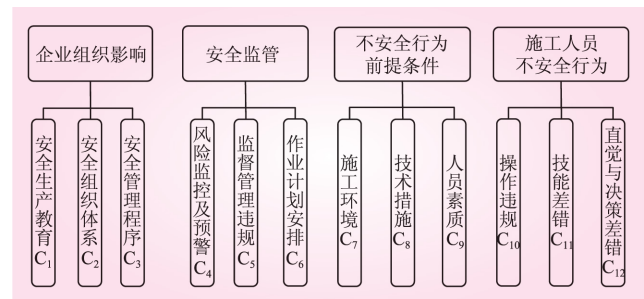 企业组织影响
安全监管
不安全行为
前提条件
施工人员
不安全行为
安全生产教育C₁
安全组织体系C₂
安全管理程序C₃
风险监控及预警C₄
监督管理违规C₅
作业计划安排C₆
施工环境C₇
技术措施C₈
人员素质C₉
操作违规C₁₀
技能差错C₁₁
直觉与决策差错C₁₂